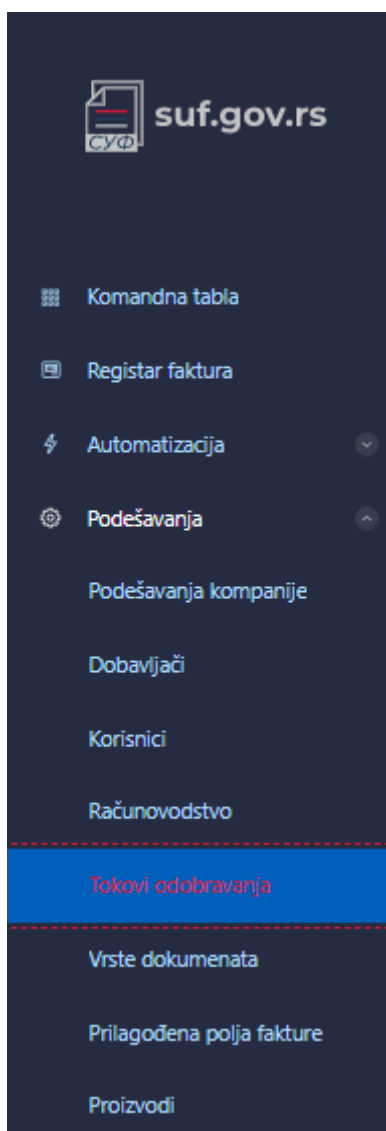 suf.gov.rs
СУФ
Komandna tabla
Registar faktura
Automatizacija
Podešavanja
Podešavanja kompanije
Dobavljači
Korisnici
Računovodstvo
Tokovi odobravanja
Vrste dokumenata
Prilagođena polja fakture
Proizvodi